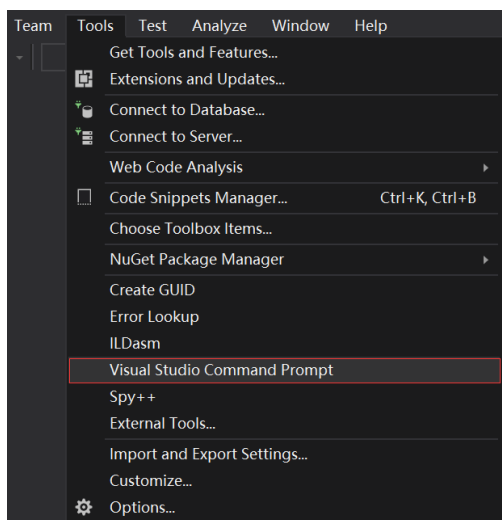 Team Tools Test Analyze Window Help
Get Tools and Features...
Extensions and Updates...
Connect to Database...
Connect to Server...
Web Code Analysis
Code Snippets Manager... Ctrl+K, Ctrl+B
Choose Toolbox Items...
NuGet Package Manager
Create GUID
Error Lookup
ILDasm
Visual Studio Command Prompt
Spy++
External Tools...
Import and Export Settings...
Customize...
Options...